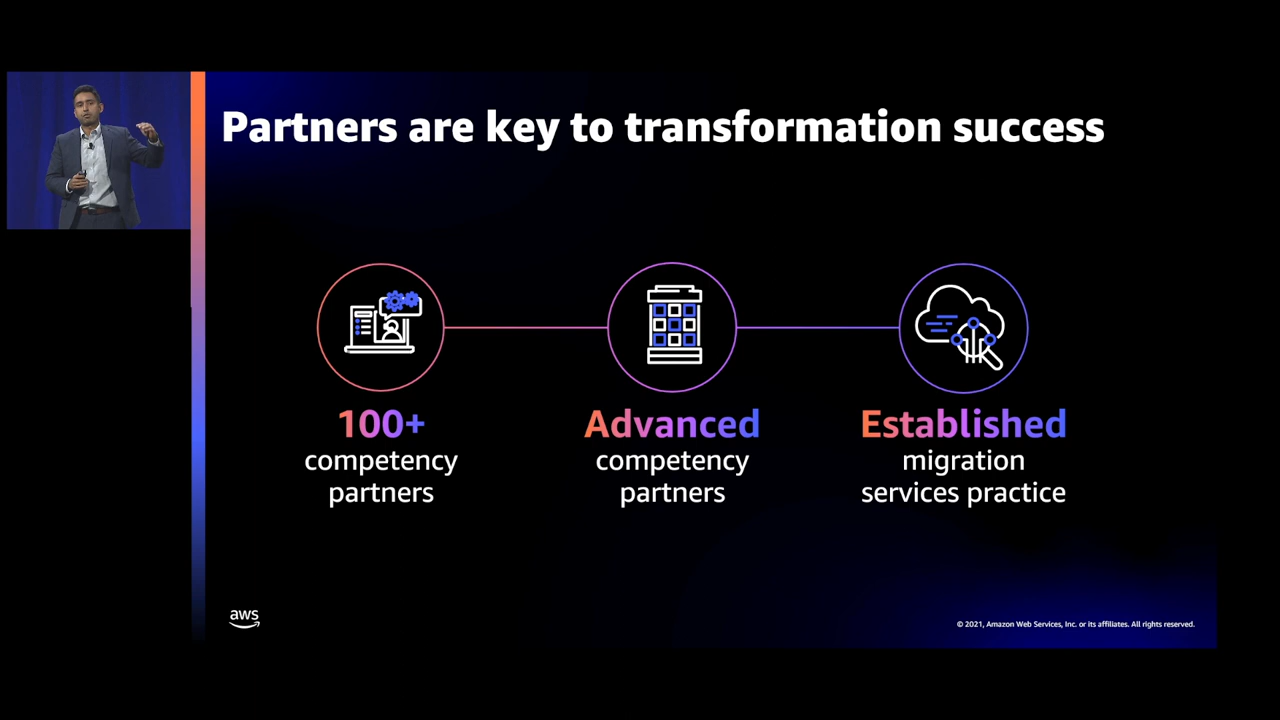 Partners are key to transformation success
100+
competency
partners
Advanced
competency
partners
Established
migration
services practice
aws
© 2021, Amazon Web Services, Inc. or its affiliates. All rights reserved.